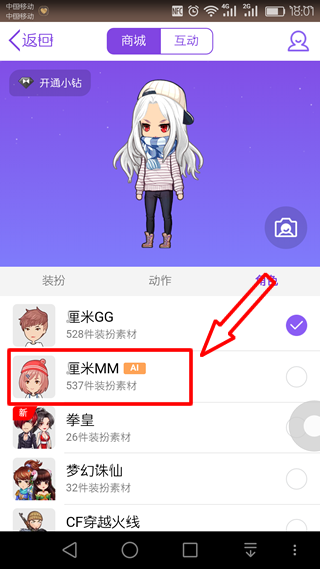 中国移动
中国移动
NFC
4G
2G
18:01
返回
商城
互动
开通小钻
装扮
动作
角色
厘米GG
528件装扮素材
厘米MM AI
537件装扮素材
新
拳皇
26件装扮素材
梦幻诛仙
32件装扮素材
CF穿越火线